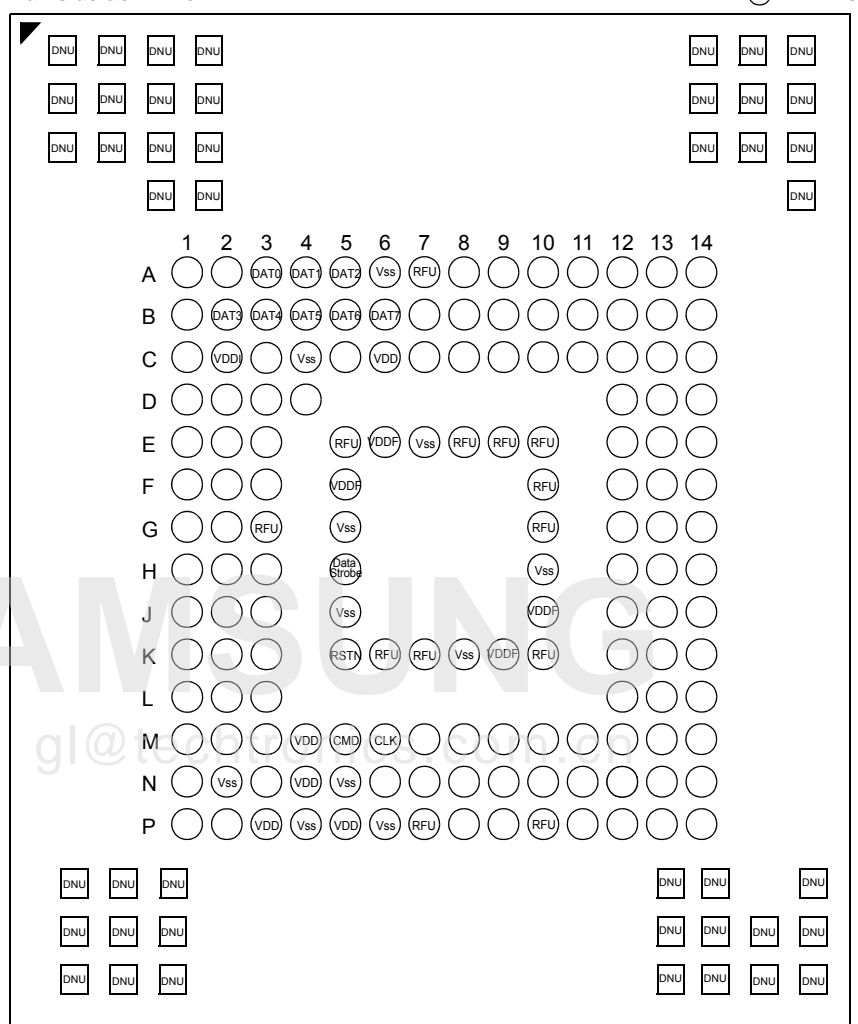 DNU DNU DNU DNU DNU DNU DNU
DNU DNU DNU DNU DNU DNU DNU
DNU DNU DNU DNU DNU DNU DNU
DNU DNU DNU
1 2 3 4 5 6 7 8 9 10 11 12 13 14
A DAT0 DAT1 DAT2 Vss RFU
B DAT3 DAT4 DAT5 DAT6 DAT7
C VDDI Vss VDD
D
E RFU VDDF Vss RFU RFU RFU
F VDDF RFU
G RFU Vss RFU
H Data Strobe Vss
J Vss VDDF
K RSTN RFU RFU Vss VDDF RFU
L
M VDD CMD CLK
N Vss VDD Vss
P VDD Vss VDD Vss RFU RFU
AMSUNG
gl@techtronics.com.cn
DNU DNU DNU DNU DNU DNU
DNU DNU DNU DNU DNU DNU DNU
DNU DNU DNU DNU DNU DNU DNU